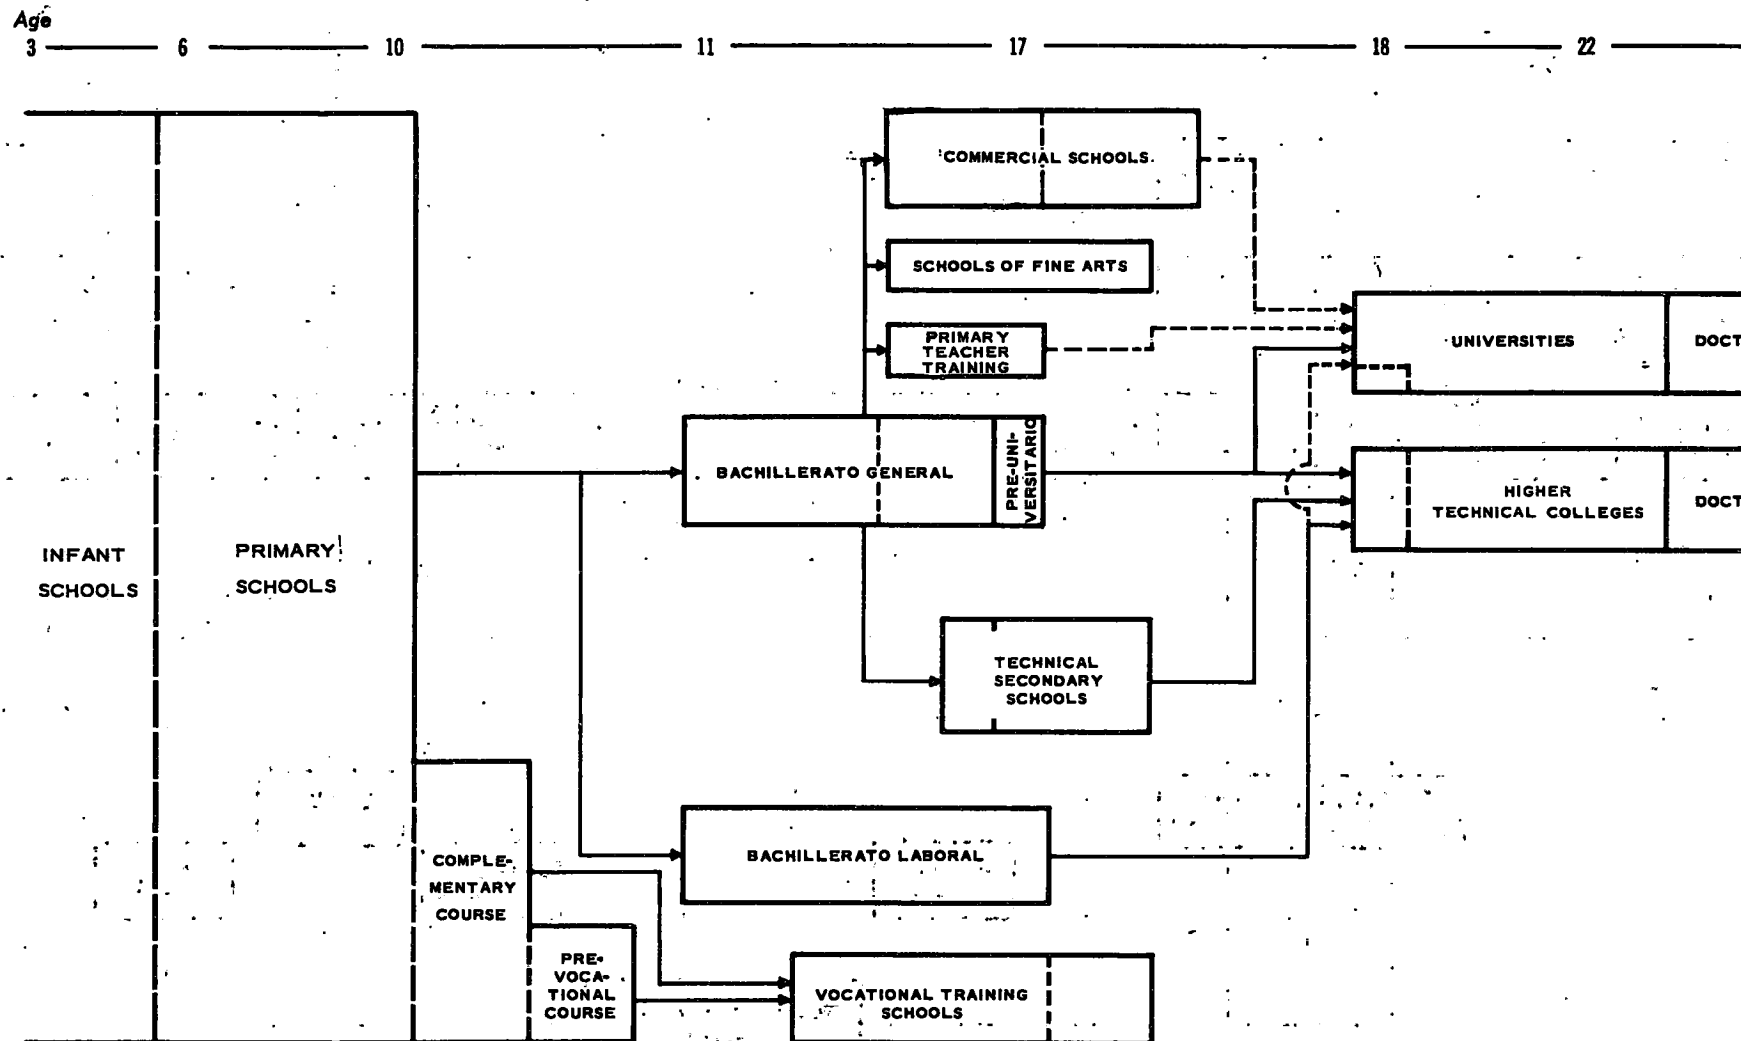 Age
3 6 10 11 17 18 22
COMMERCIAL SCHOOLS
SCHOOLS OF FINE ARTS
PRIMARY
TEACHER
TRAINING
UNIVERSITIES
DOCT
BACHILLERATO GENERAL
PRE-UNI-
VERSITARIO
HIGHER
TECHNICAL COLLEGES
DOCT
INFANT
SCHOOLS
PRIMARY
SCHOOLS
TECHNICAL
SECONDARY
SCHOOLS
BACHILLERATO LABORAL
COMPLE-
MENTARY
COURSE
PRE-
VOCA-
TIONAL
COURSE
VOCATIONAL TRAINING
SCHOOLS